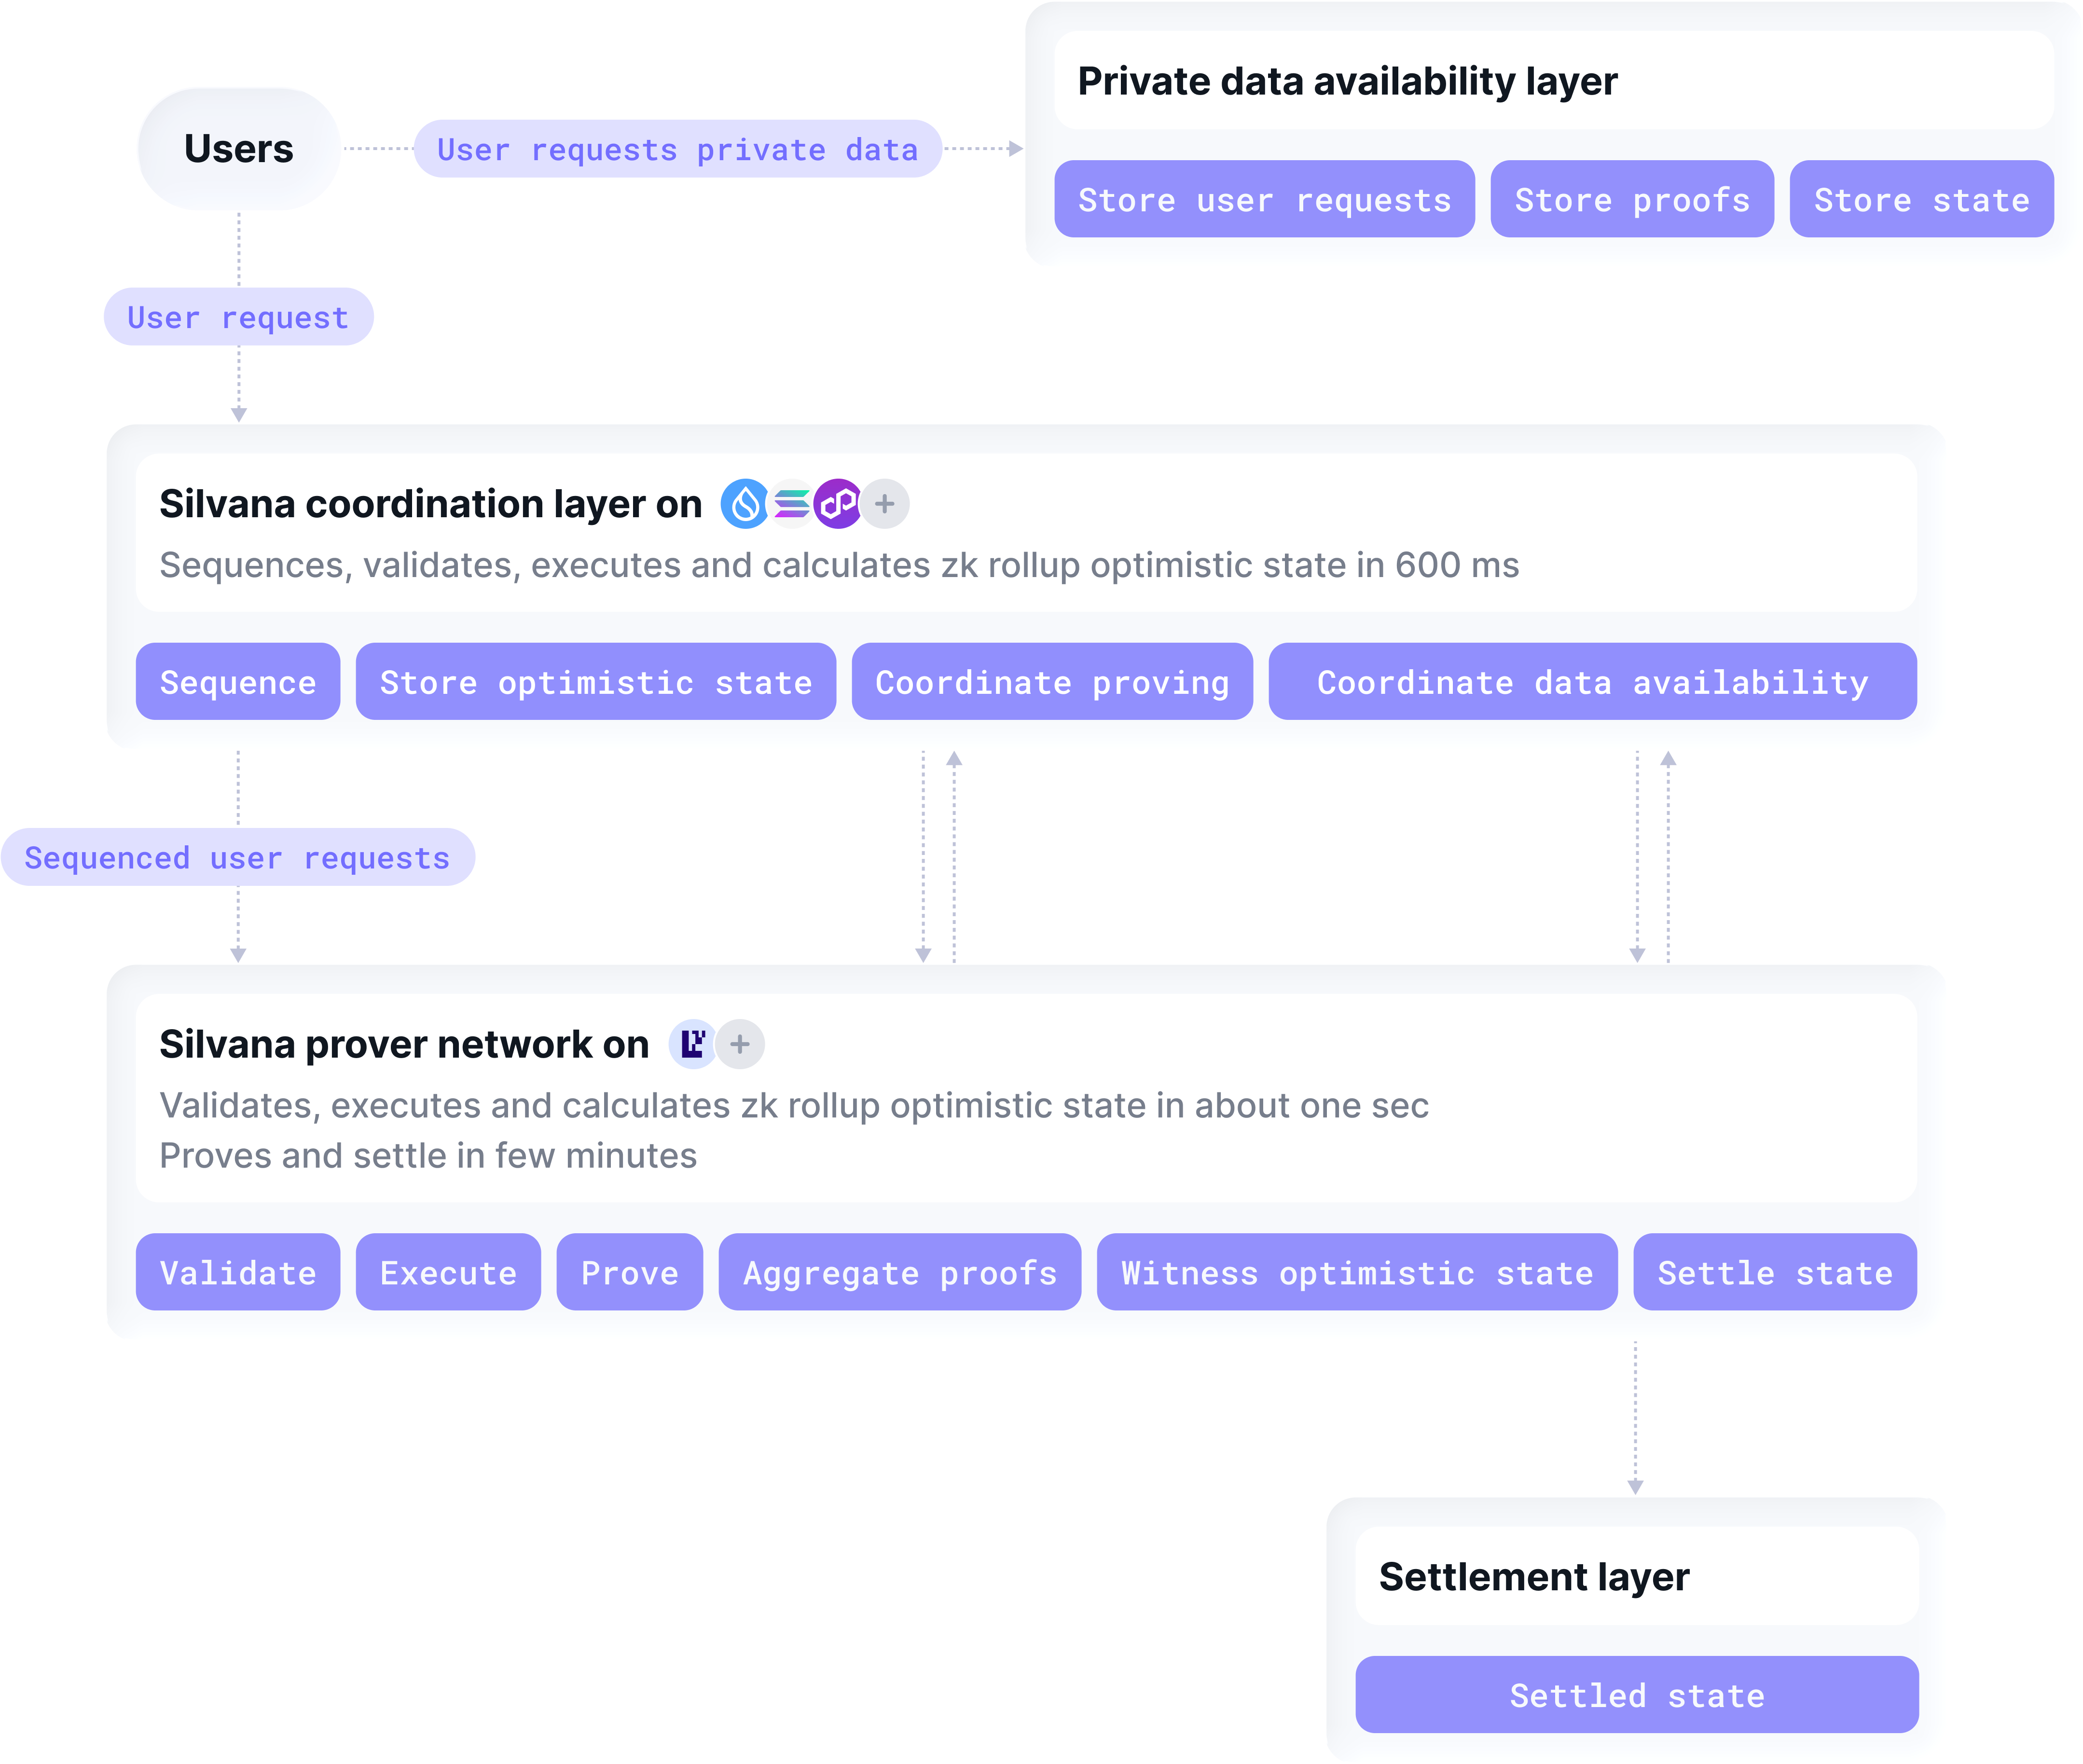 Users
User requests private data
Private data availability layer
Store user requests
Store proofs
Store state
User request
Silvana coordination layer on
Sequences, validates, executes and calculates zk rollup optimistic state in 600 ms
Sequence
Store optimistic state
Coordinate proving
Coordinate data availability
Sequenced user requests
Silvana prover network on
Validates, executes and calculates zk rollup optimistic state in about one sec
Proves and settle in few minutes
Validate
Execute
Prove
Aggregate proofs
Witness optimistic state
Settle state
Settlement layer
Settled state